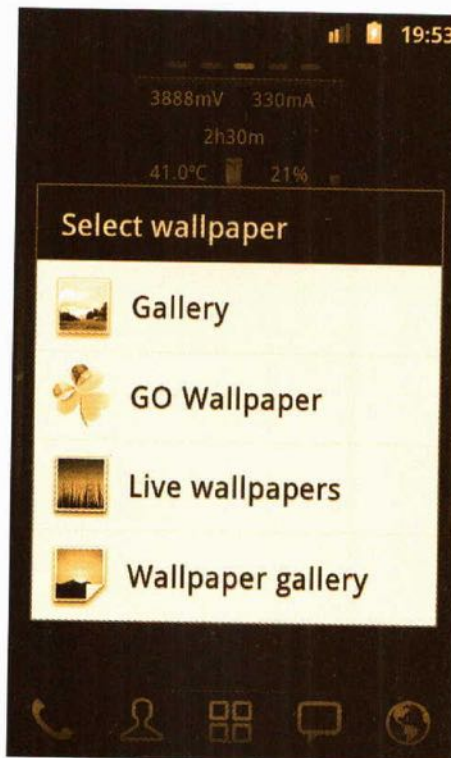 19:53
3888mV 330mA
2h30m
41.0°C 21%
Select wallpaper
Gallery
GO Wallpaper
Live wallpapers
Wallpaper gallery